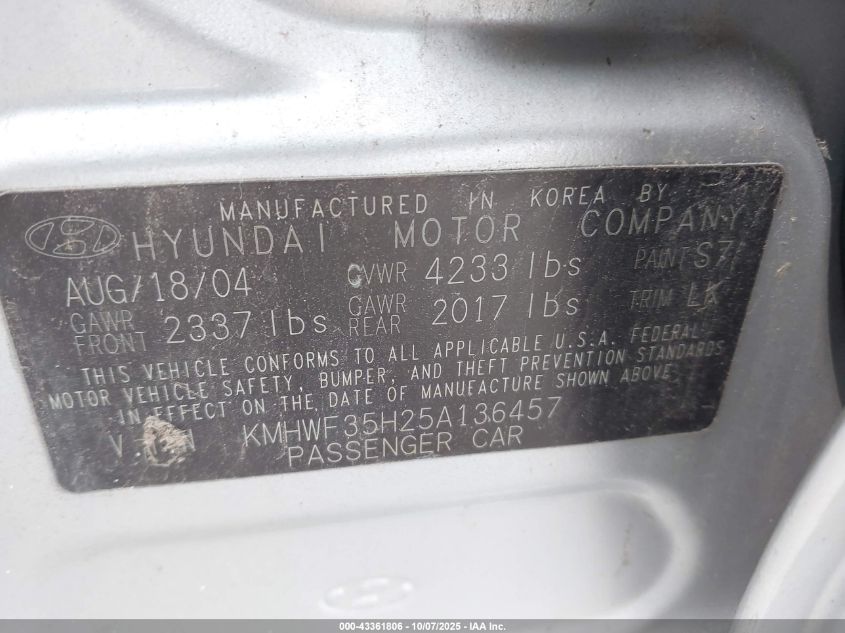 MANUFACTURED IN KOREA BY
HYUNDAI MOTOR COMPANY
AUG/18/04 GVWR 4233 lbs PAINT S7
GAWR FRONT 2337 lbs GAWR REAR 2017 lbs TRIM LK
THIS VEHICLE CONFORMS TO ALL APPLICABLE U.S.A. FEDERAL
MOTOR VEHICLE SAFETY, BUMPER, AND THEFT PREVENTION STANDARDS
IN EFFECT ON THE DATE OF MANUFACTURE SHOWN ABOVE
KMHWF35H25A136457
PASSENGER CAR
000-43361806 - 10/07/2025 - IAA Inc.